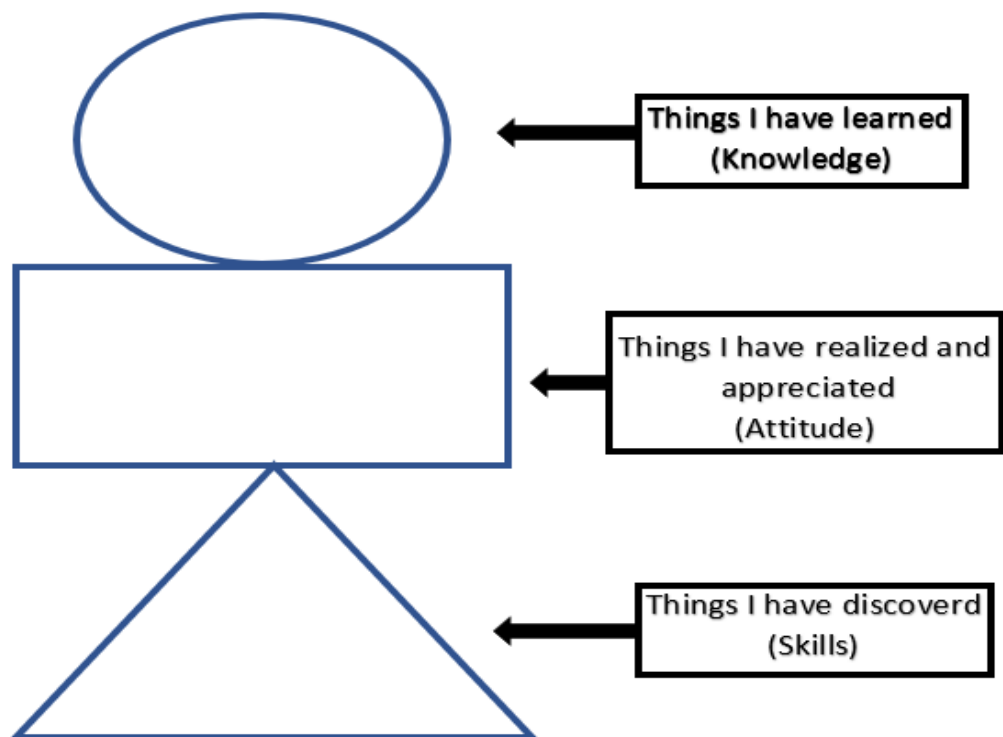 Things I have learned
(Knowledge)
Things I have realized and
appreciated
(Attitude)
Things I have discoverd
(Skills)